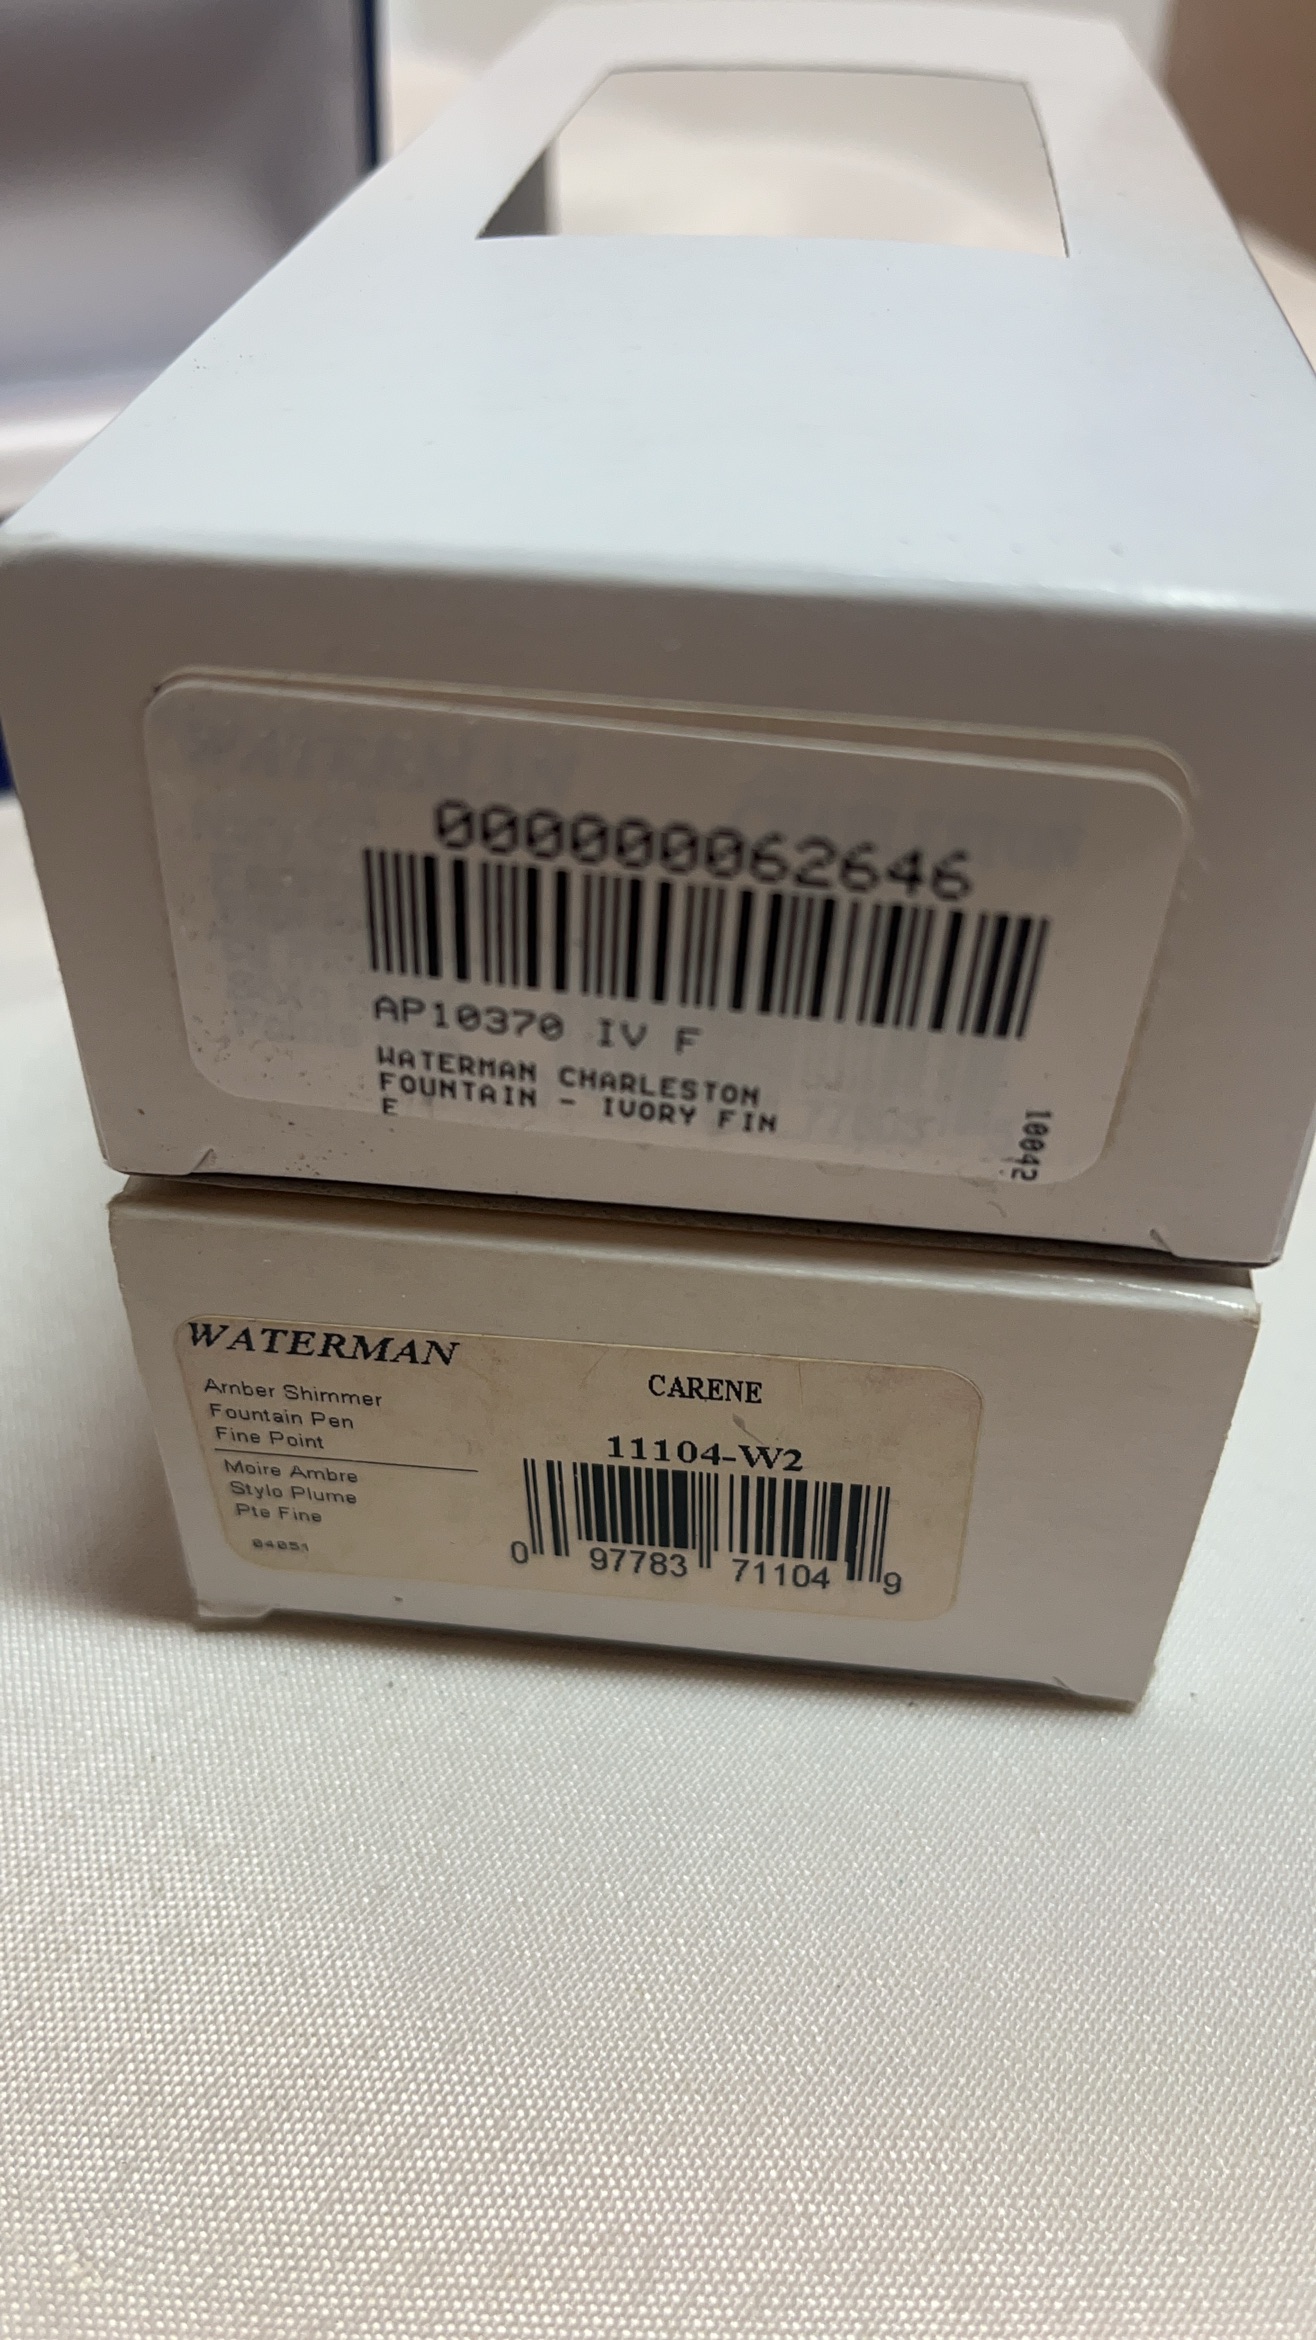 000000062646
AP10370 IV F
WATERMAN CHARLESTON
FOUNTAIN - IVORY FIN
E
10042
WATERMAN
Amber Shimmer
Fountain Pen
Fine Point
Moire Ambre
Stylo Plume
Pte Fine
04051
CARENE
11104-W2
0 97783 71104 9